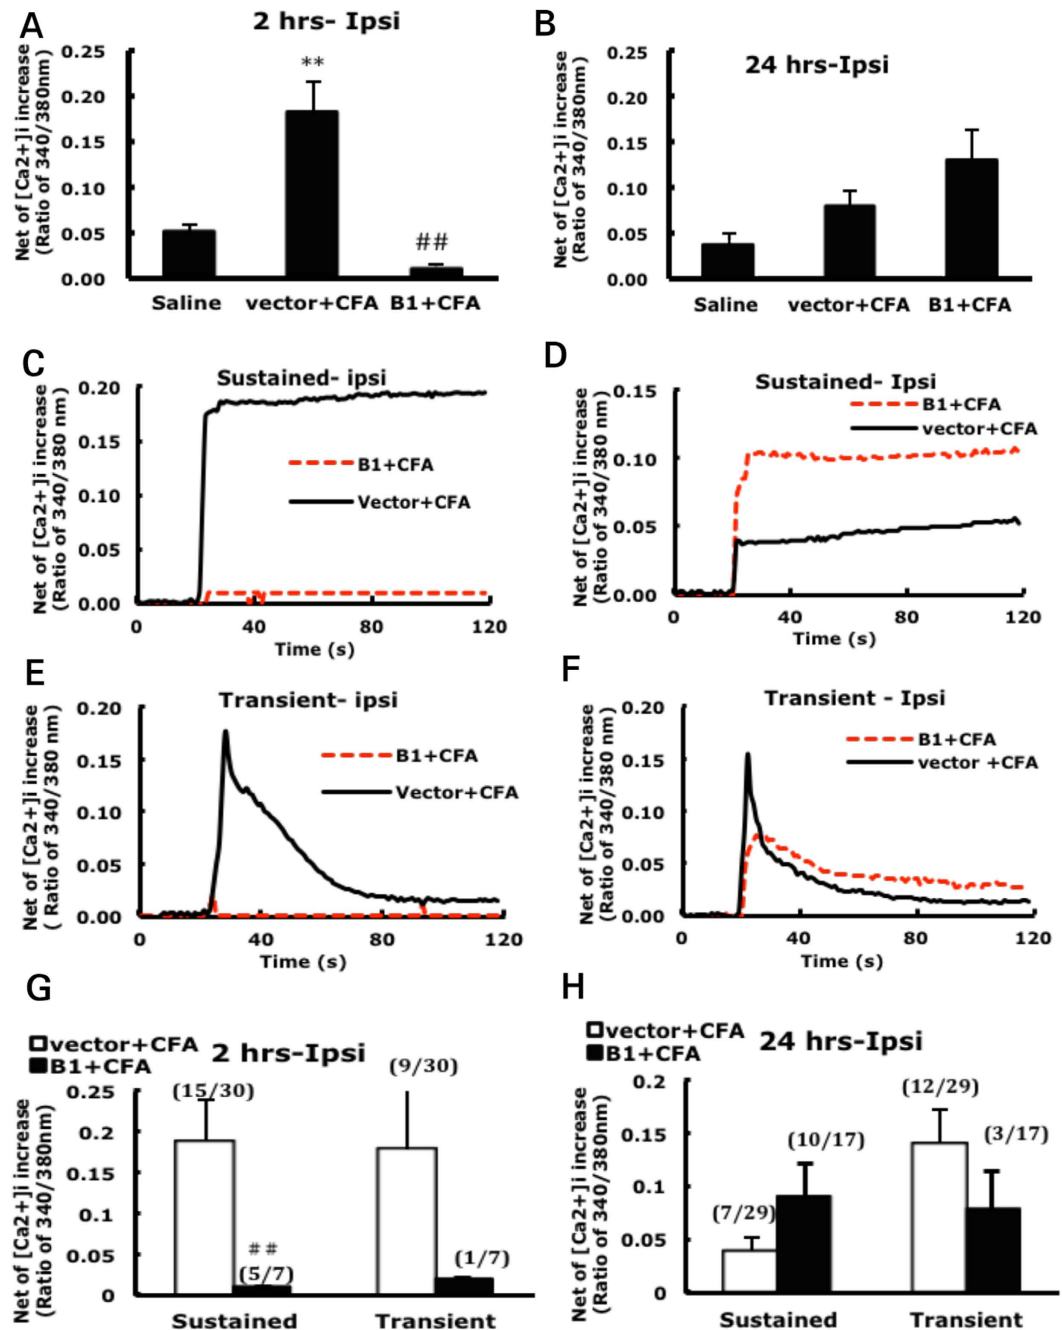 A
2 hrs- Ipsi
Net of [Ca2+]i increase
(Ratio of 340/380nm)
0.25
0.20
0.15
0.10
0.05
0.00
**
##
Saline vector+CFA B1+CFA
B
24 hrs-Ipsi
Net of [Ca2+]i increase
(Ratio of 340/380nm)
0.25
0.20
0.15
0.10
0.05
0.00
Saline vector+CFA B1+CFA
C
Sustained- ipsi
Net of [Ca2+]i increase
(Ratio of 340/380 nm)
0.20
0.15
0.10
0.05
0.00
B1+CFA
Vector+CFA
0 40 80 120
Time (s)
D
Sustained- Ipsi
Net of [Ca2+]i increase
(Ratio of 340/380 nm)
0.15
0.10
0.05
0.00
B1+CFA
vector+CFA
0 40 80 120
Time (s)
E
Transient- ipsi
Net of [Ca2+]i increase
( Ratio of 340/380 nm)
0.20
0.15
0.10
0.05
0.00
B1+CFA
Vector+CFA
0 40 80 120
Time (s)
F
Transient - Ipsi
Net of [Ca2+]i increase
(Ratio of 340/380 nm)
0.20
0.15
0.10
0.05
0.00
B1+CFA
vector +CFA
0 40 80 120
Time (s)
G
vector+CFA
B1+CFA
2 hrs-Ipsi
Net of [Ca2+]i increase
(Ratio of 340/380nm)
0.25
0.2
0.15
0.1
0.05
0
(15/30)
(9/30)
##
(5/7)
(1/7)
Sustained Transient
H
vector+CFA
B1+CFA
24 hrs-Ipsi
Net of [Ca2+]i increase
(Ratio of 340/380nm)
0.2
0.15
0.1
0.05
0
(7/29)
(10/17)
(12/29)
(3/17)
Sustained Transient